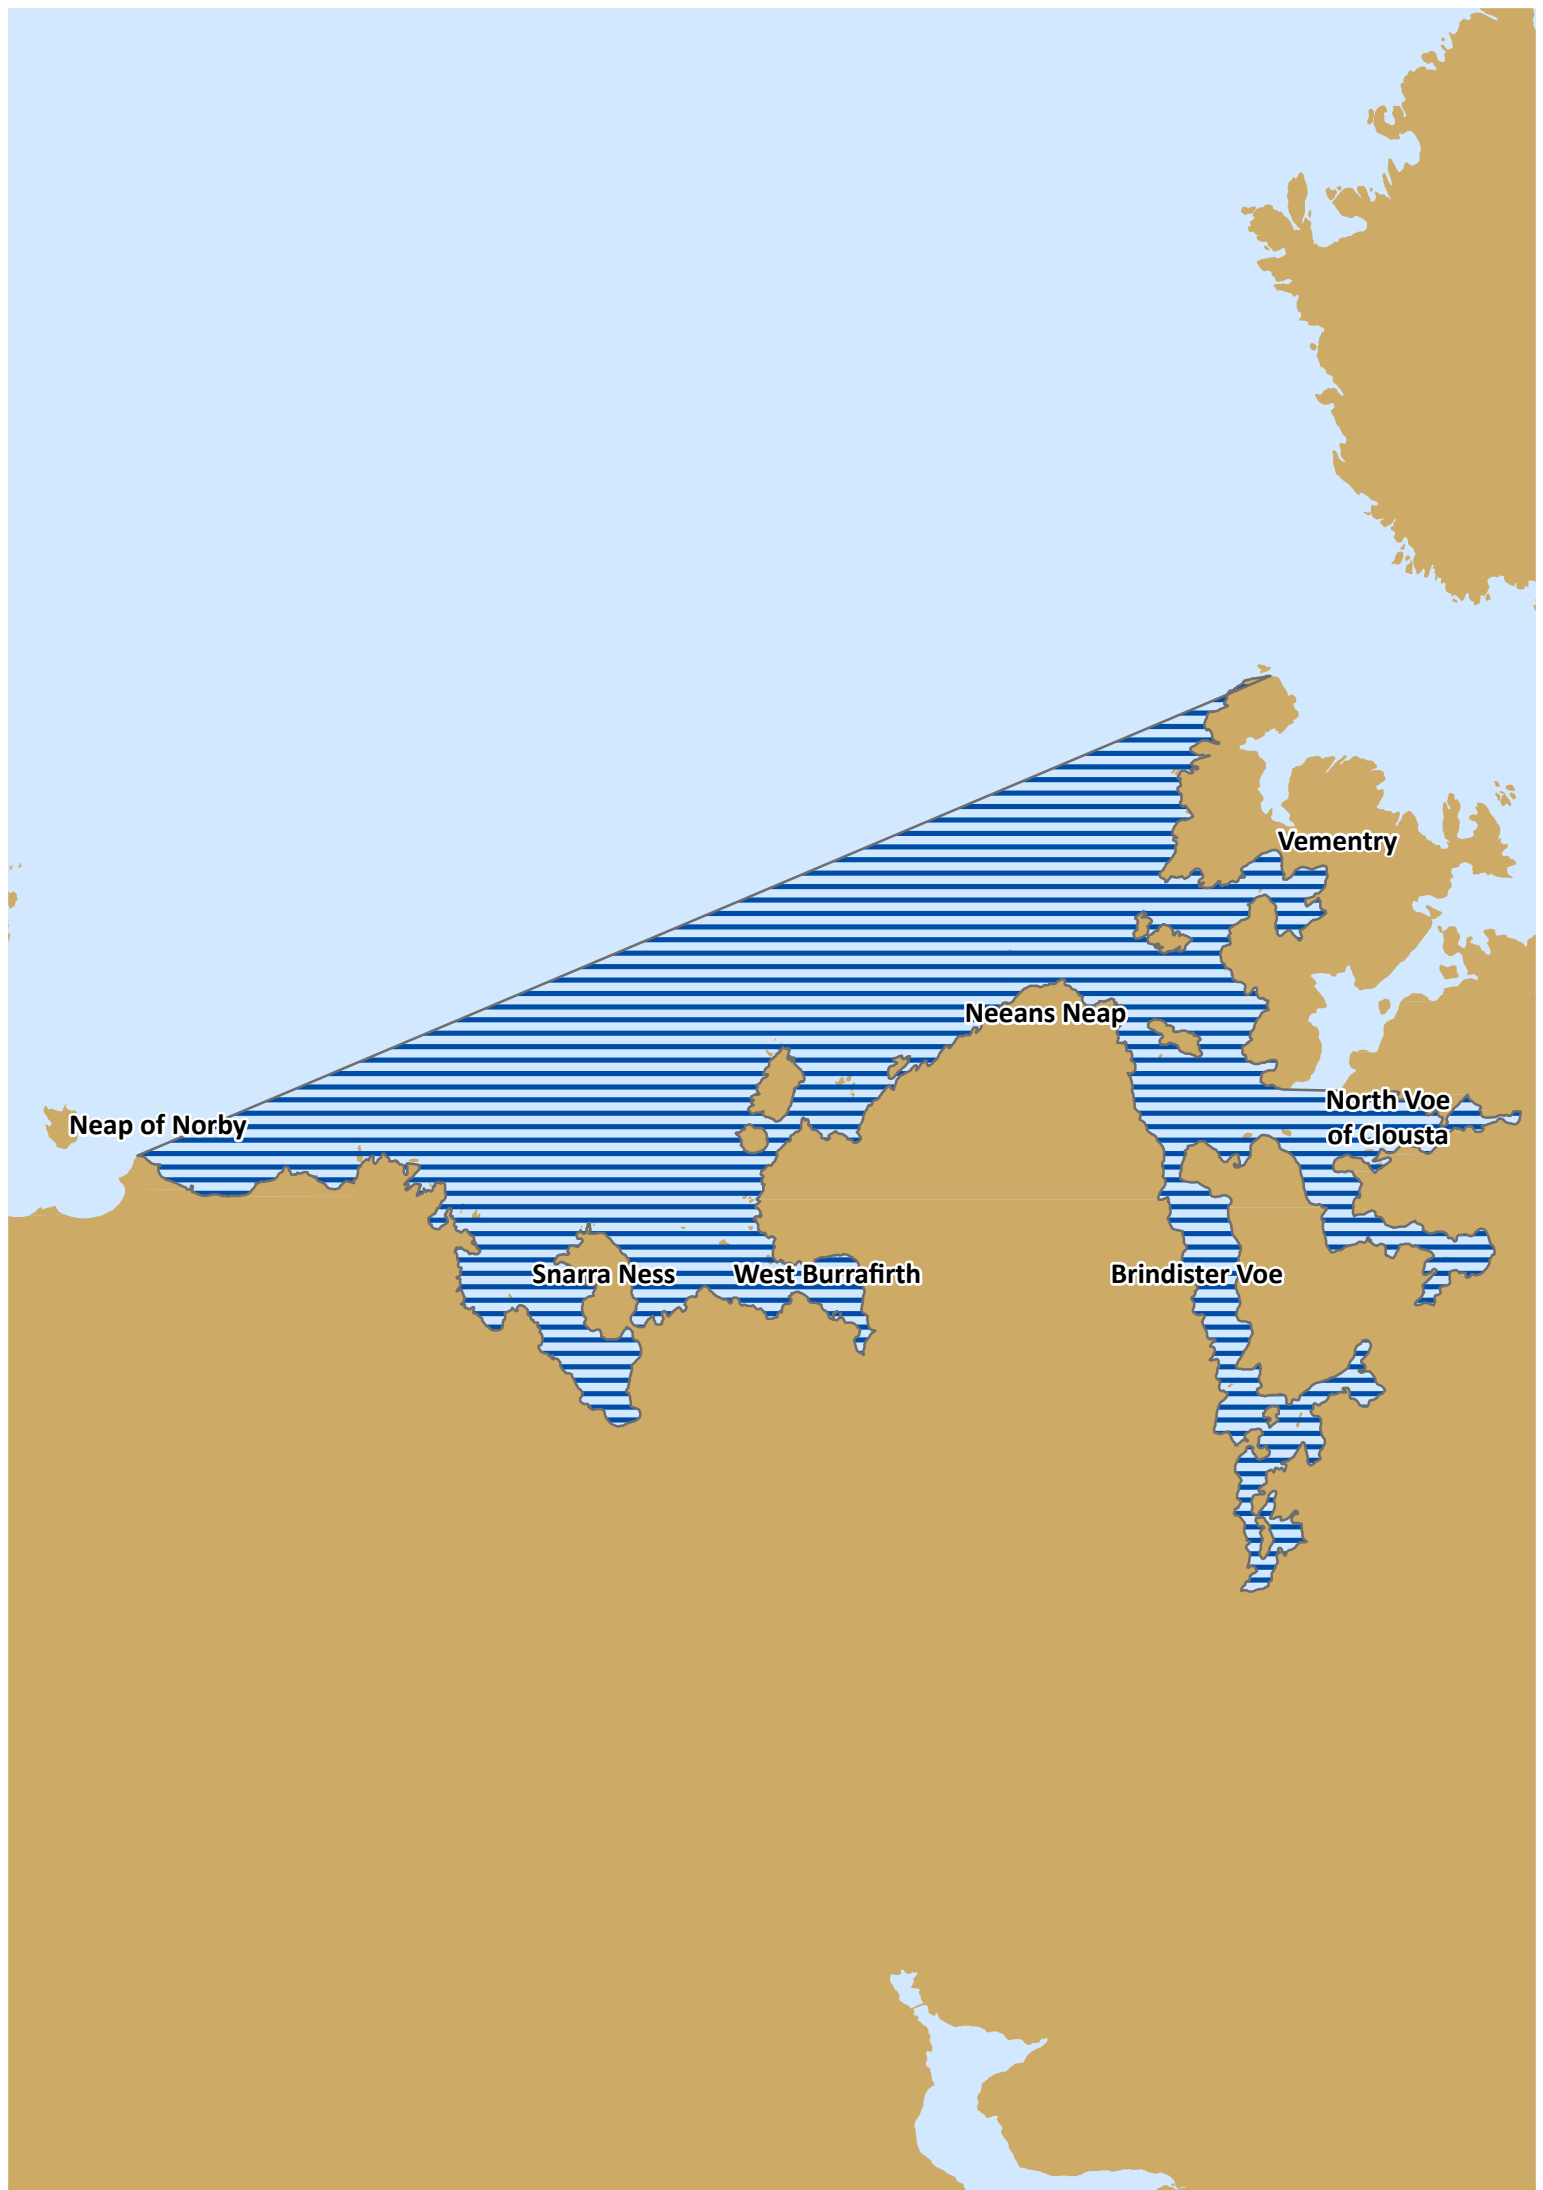 Vementry
Neeans Neap
Neap of Norby
North Voe
of Clousta
Snarra Ness
West Burrafirth
Brindister Voe